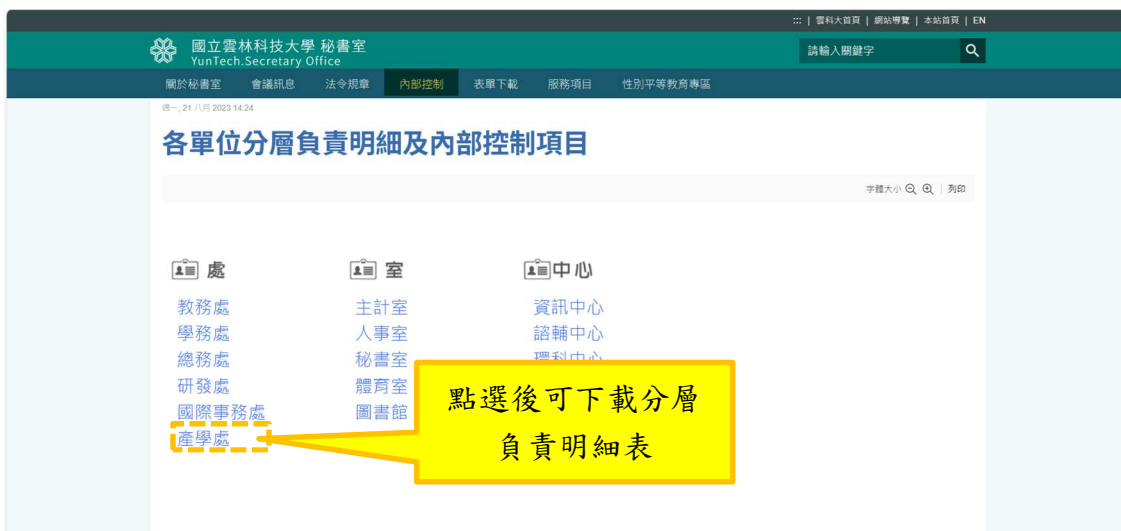 ::: | 雲科大首頁 | 網站導覽 | 本站首頁 | EN
國立雲林科技大學 秘書室
YunTech.Secretary Office
請輸入關鍵字
關於秘書室 會議訊息 法令規章 內部控制 表單下載 服務項目 性別平等教育專區
週一, 21 八月 2023 14:24
各單位分層負責明細及內部控制項目
字體大小 | 列印
處 室 中心
教務處 主計室 資訊中心
學務處 人事室 諮輔中心
總務處 秘書室 環科中心
研發處 體育室
國際事務處 圖書館
產學處
點選後可下載分層
負責明細表